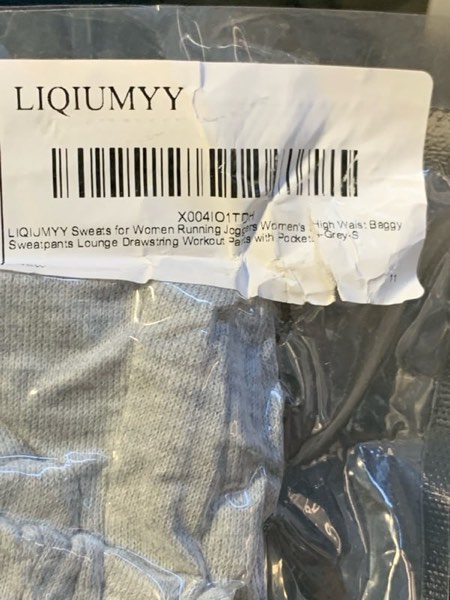 LIQIUMYY
LIQIUMYY Sweats for Women Running Joggers Women's High Waist Baggy
Sweatpants Lounge Drawstring Workout Pants with Pockets -Grey-S
11